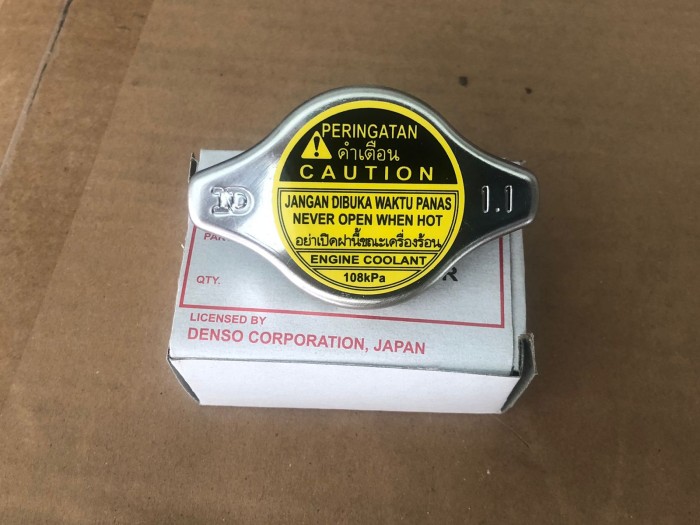 PERINGATAN
คำเตือน
CAUTION
JANGAN DIBUKA WAKTU PANAS
NEVER OPEN WHEN HOT
อย่าเปิดฝานี้ขณะเครื่องร้อน
ENGINE COOLANT
108kPa
ND
1.1
PAR
QTY.
R
LICENSED BY
DENSO CORPORATION, JAPAN